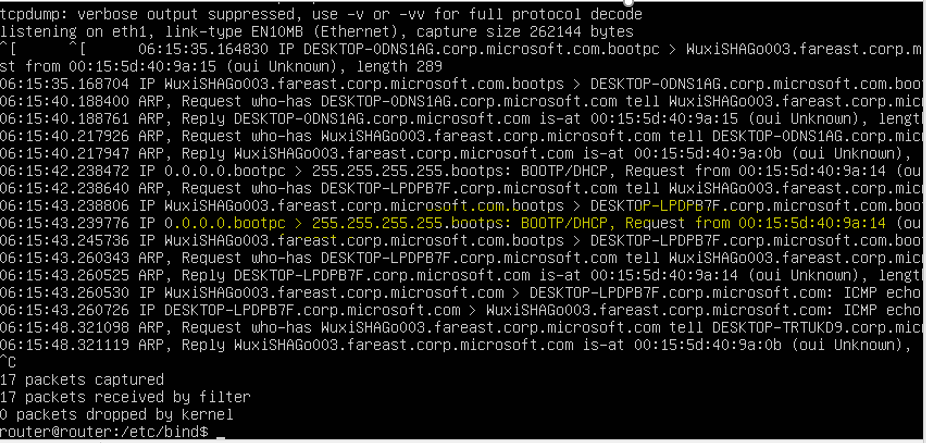 tcpdump: verbose output suppressed, use -v or -vv for full protocol decode
listening on eth1, link-type EN10MB (Ethernet), capture size 262144 bytes
^[      ^[      06:15:35.164830 IP DESKTOP-ODNS1AG.corp.microsoft.com.bootpc > WuxiSHAGo003.fareast.corp.m
st from 00:15:5d:40:9a:15 (oui Unknown), length 289
06:15:35.168704 IP WuxiSHAGo003.fareast.corp.microsoft.com.bootps > DESKTOP-ODNS1AG.corp.microsoft.com.boo
06:15:40.188400 ARP, Request who-has DESKTOP-ODNS1AG.corp.microsoft.com tell WuxiSHAGo003.fareast.corp.mic
06:15:40.188761 ARP, Reply DESKTOP-ODNS1AG.corp.microsoft.com is-at 00:15:5d:40:9a:15 (oui Unknown), lengt
06:15:40.217926 ARP, Request who-has WuxiSHAGo003.fareast.corp.microsoft.com tell DESKTOP-ODNS1AG.corp.mic
06:15:40.217947 ARP, Reply WuxiSHAGo003.fareast.corp.microsoft.com is-at 00:15:5d:40:9a:0b (oui Unknown),
06:15:42.238472 IP 0.0.0.0.bootpc > 255.255.255.255.bootps: BOOTP/DHCP, Request from 00:15:5d:40:9a:14 (ou
06:15:42.238640 ARP, Request who-has DESKTOP-LPDPB7F.corp.microsoft.com tell WuxiSHAGo003.fareast.corp.mic
06:15:43.238806 IP WuxiSHAGo003.fareast.corp.microsoft.com.bootps > DESKTOP-LPDPB7F.corp.microsoft.com.boo
06:15:43.239776 IP 0.0.0.0.bootpc > 255.255.255.255.bootps: BOOTP/DHCP, Request from 00:15:5d:40:9a:14 (ou
06:15:43.245736 IP WuxiSHAGo003.fareast.corp.microsoft.com.bootps > DESKTOP-LPDPB7F.corp.microsoft.com.boo
06:15:43.260343 ARP, Request who-has DESKTOP-LPDPB7F.corp.microsoft.com tell WuxiSHAGo003.fareast.corp.mic
06:15:43.260525 ARP, Reply DESKTOP-LPDPB7F.corp.microsoft.com is-at 00:15:5d:40:9a:14 (oui Unknown), lengt
06:15:43.260530 IP WuxiSHAGo003.fareast.corp.microsoft.com > DESKTOP-LPDPB7F.corp.microsoft.com: ICMP echo
06:15:43.260726 IP DESKTOP-LPDPB7F.corp.microsoft.com > WuxiSHAGo003.fareast.corp.microsoft.com: ICMP echo
06:15:48.321098 ARP, Request who-has WuxiSHAGo003.fareast.corp.microsoft.com tell DESKTOP-TRTUKD9.corp.mic
06:15:48.321119 ARP, Reply WuxiSHAGo003.fareast.corp.microsoft.com is-at 00:15:5d:40:9a:0b (oui Unknown),
^C
17 packets captured
17 packets received by filter
0 packets dropped by kernel
router@router:/etc/bind$ _